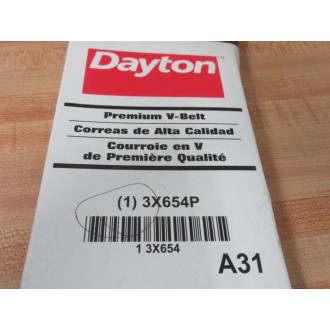 Dayton
Premium V-Belt
Correas de Alta Calidad
Courroie en V
de Première Qualité
(1) 3X654P
1 3X654
A31